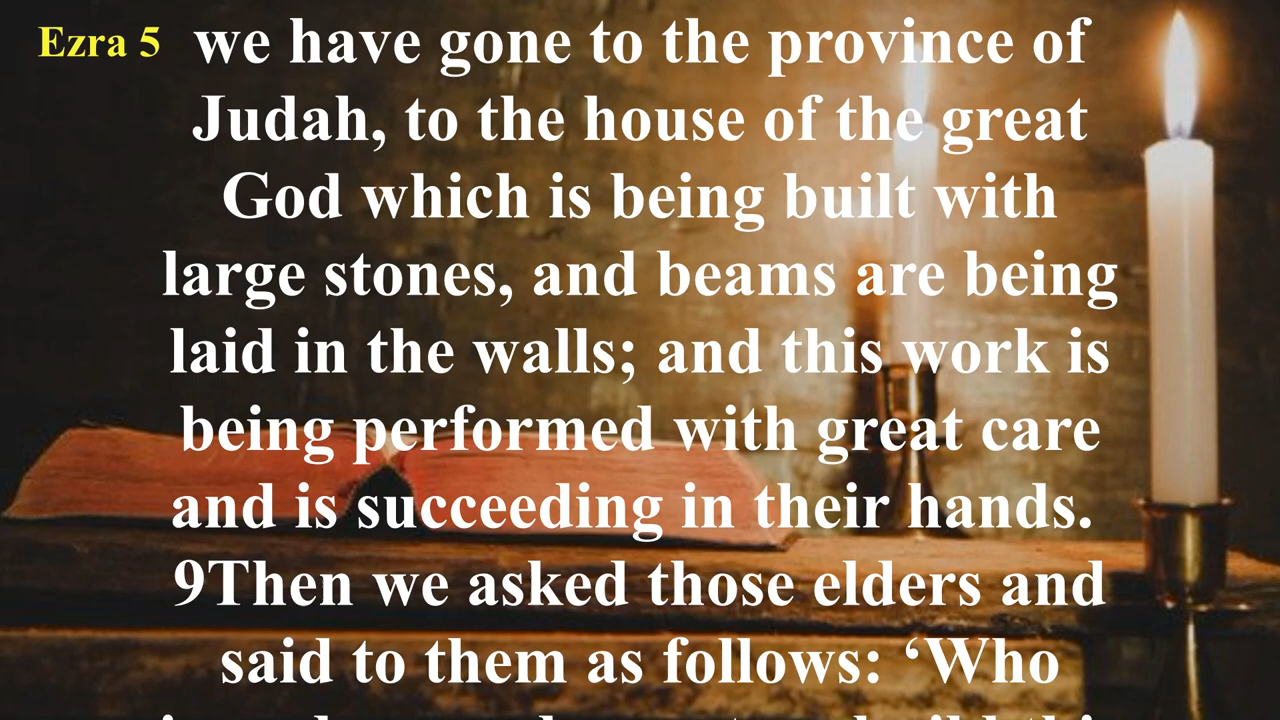 Ezra 5
we have gone to the province of
Judah, to the house of the great
God which is being built with
large stones, and beams are being
laid in the walls; and this work is
being performed with great care
and is succeeding in their hands.
9Then we asked those elders and
said to them as follows: ‘Who